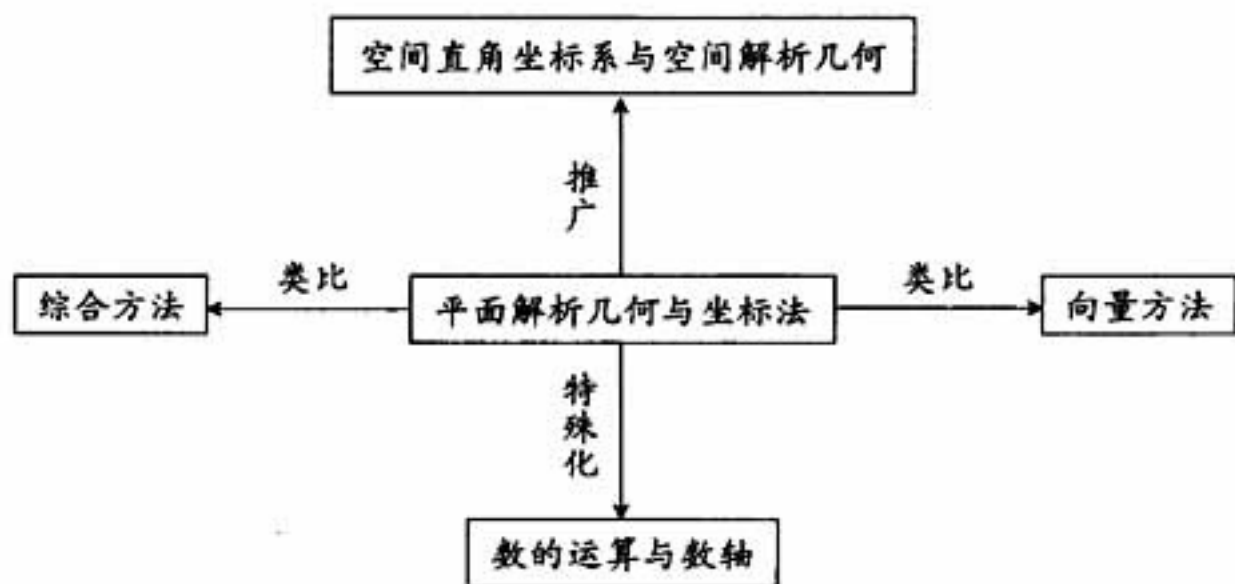 空间直角坐标系与空间解析几何
推广
类比
类比
综合方法
平面解析几何与坐标法
向量方法
特殊化
数的运算与数轴